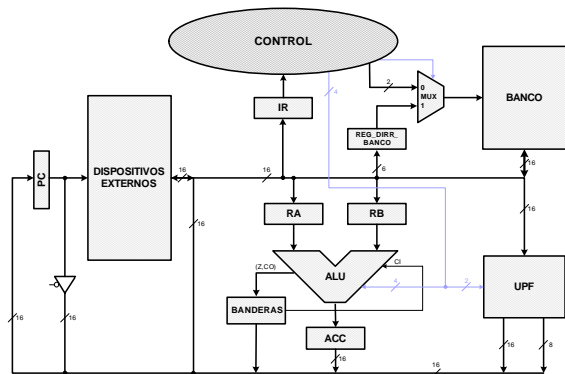 CONTROL
4
2
0
MUX
1
BANCO
IR
REG_DIRR_
BANCO
16
6
16
PC
DISPOSITIVOS
EXTERNOS
16
16
RA
RB
16
(Z,CO)
CI
ALU
4
2
UPF
BANDERAS
ACC
16
16
16
16
8
16